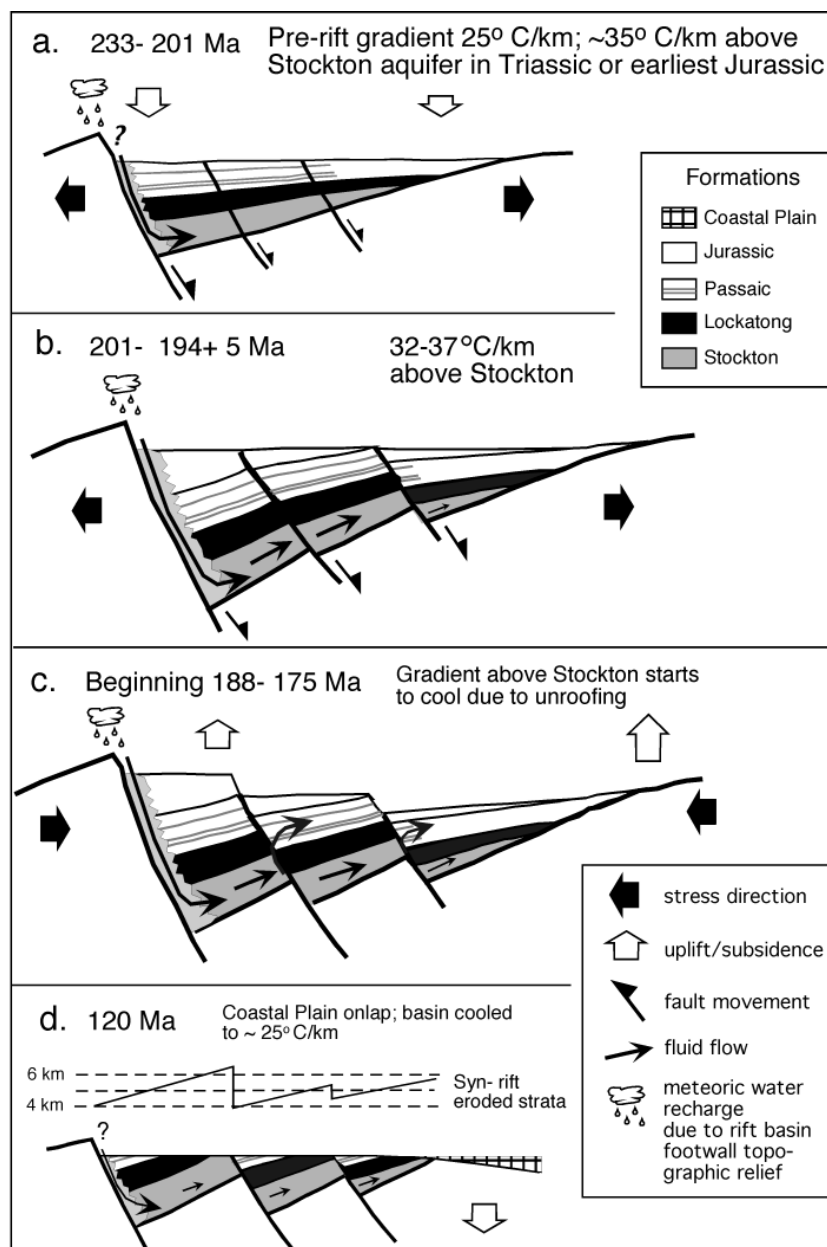 a. 233- 201 Ma
Pre-rift gradient 25º C/km; ~35º C/km above
Stockton aquifer in Triassic or earliest Jurassic
?
Formations
Coastal Plain
Jurassic
Passaic
Lockatong
Stockton
b. 201- 194+ 5 Ma
32-37°C/km
above Stockton
c. Beginning 188- 175 Ma
Gradient above Stockton starts
to cool due to unroofing
stress direction
uplift/subsidence
fault movement
fluid flow
meteoric water
recharge
due to rift basin
footwall topo-
graphic relief
d. 120 Ma
Coastal Plain onlap; basin cooled
to ~ 25º C/km
6 km
4 km
Syn- rift
eroded strata
?